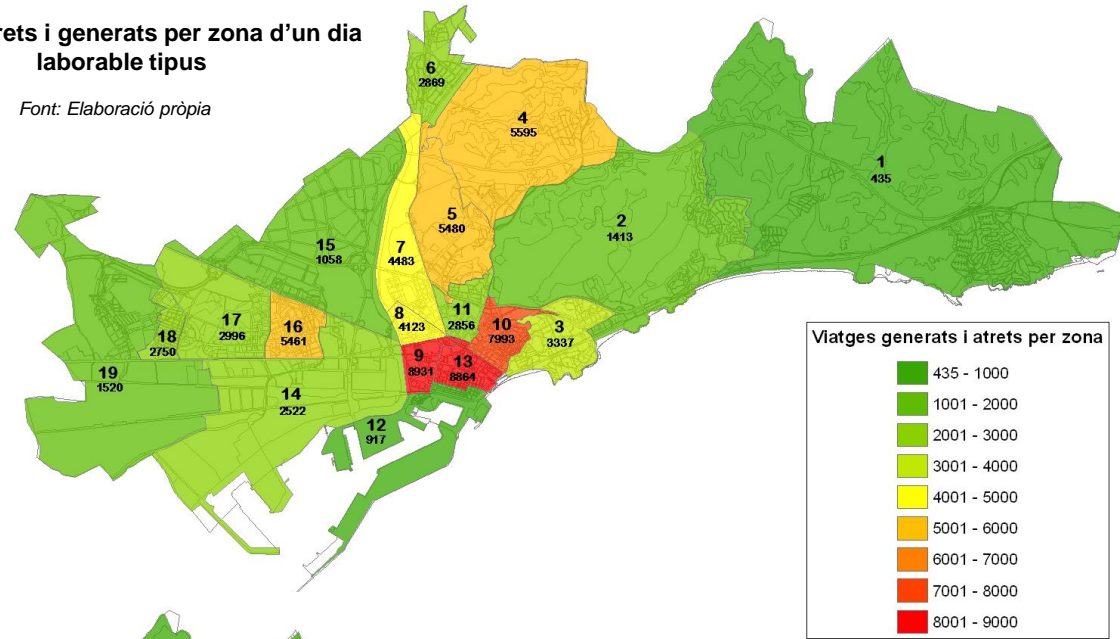 rets i generats per zona d'un dia
laborable tipus
Font: Elaboració pròpia
6
2869
4
5595
1
435
5
5480
2
1413
15
1058
7
4483
8
4123
11
2856
10
7993
3
3337
17
2996
16
5461
18
2750
9
8931
13
8864
19
1520
14
2522
12
917
Viatges generats i atrets per zona
435 - 1000
1001 - 2000
2001 - 3000
3001 - 4000
4001 - 5000
5001 - 6000
6001 - 7000
7001 - 8000
8001 - 9000